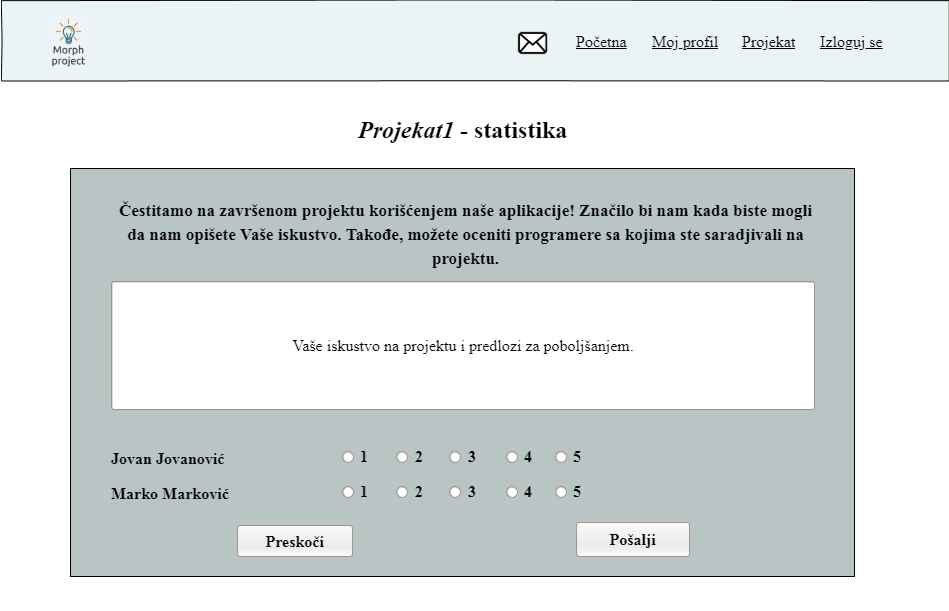 Morph
project
Početna Moj profil Projekat Izloguj se
Projekat1 - statistika
Čestitamo na završenom projektu korišćenjem naše aplikacije! Značilo bi nam kada biste mogli
da nam opišete Vaše iskustvo. Takođe, možete oceniti programere sa kojima ste saradjivali na
projektu.
Vaše iskustvo na projektu i predlozi za poboljšanjem.
Jovan Jovanović 1 2 3 4 5
Marko Marković 1 2 3 4 5
Preskoči Pošalji